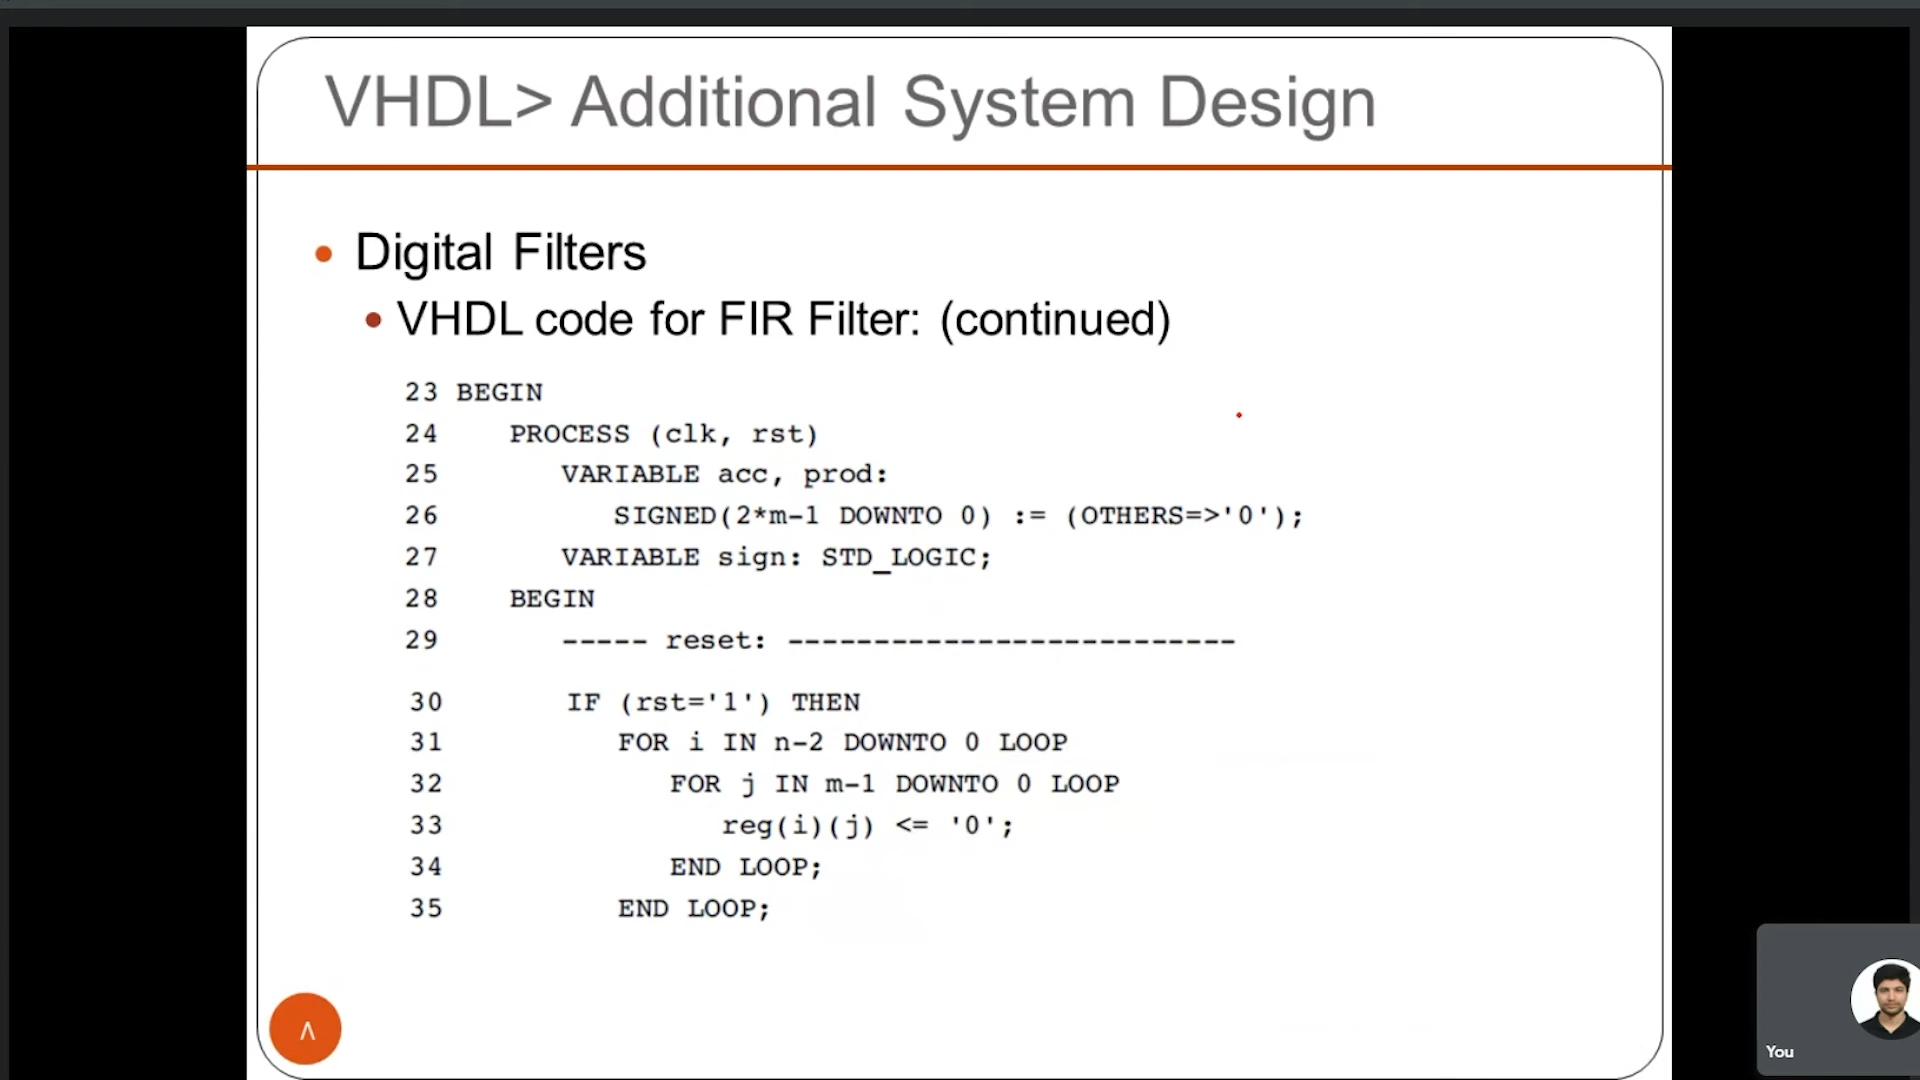 VHDL> Additional System Design
Digital Filters
VHDL code for FIR Filter: (continued)
23 BEGIN
24 PROCESS (clk, rst)
25 VARIABLE acc, prod:
26 SIGNED(2*m-1 DOWNTO 0) := (OTHERS=>'0');
27 VARIABLE sign: STD_LOGIC;
28 BEGIN
29 ----- reset: --------------------------
30 IF (rst='1') THEN
31 FOR i IN n-2 DOWNTO 0 LOOP
32 FOR j IN m-1 DOWNTO 0 LOOP
33 reg(i)(j) <= '0';
34 END LOOP;
35 END LOOP;
٨
You